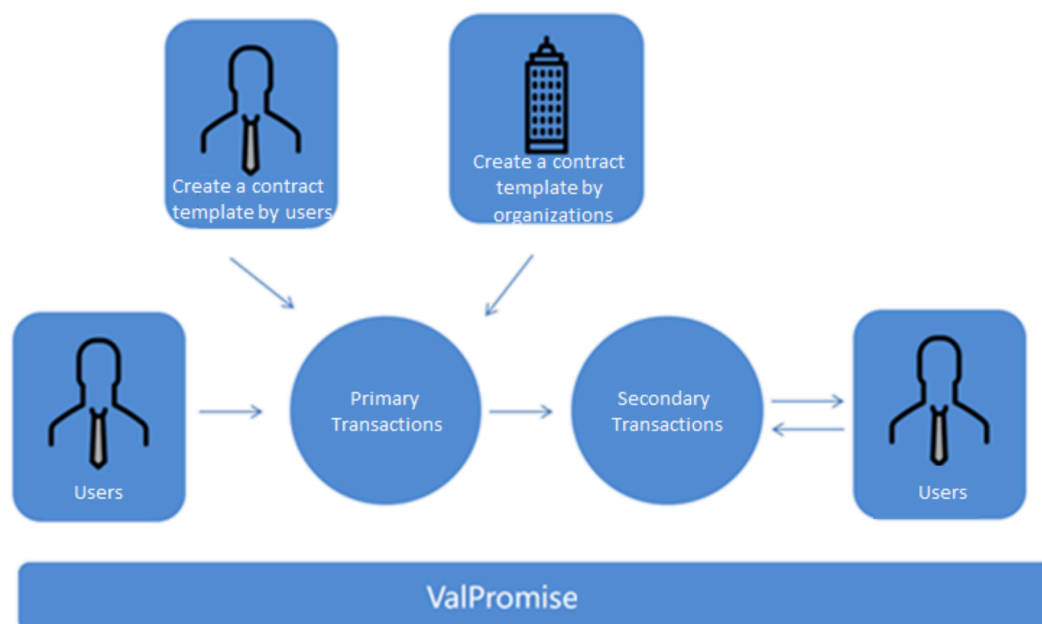 Create a contract
template by users
Create a contract
template by
organizations
Users
Primary
Transactions
Secondary
Transactions
Users
ValPromise